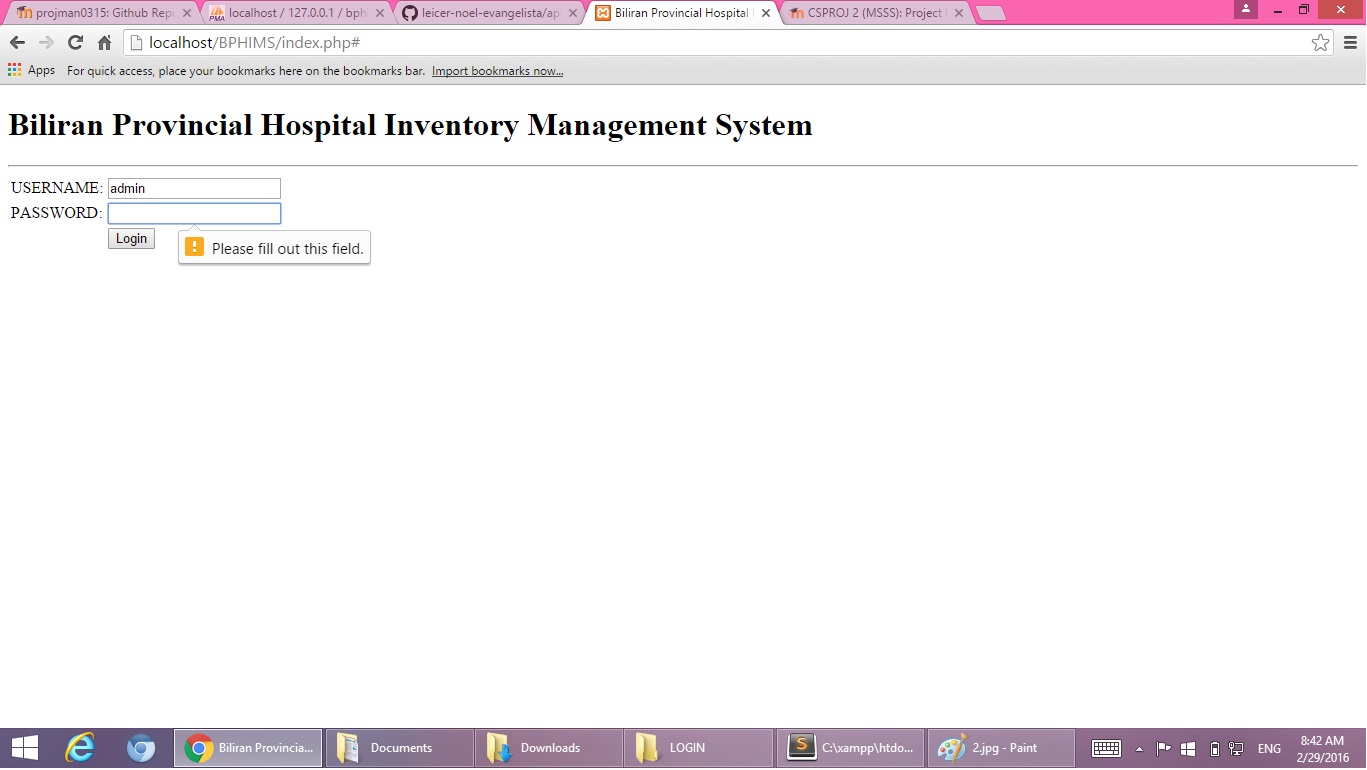 projman0315: Github Repo
localhost / 127.0.0.1 / bph
leicer-noel-evangelista/ap
Biliran Provincial Hospital
CSPROJ 2 (MSSS): Project
localhost/BPHIMS/index.php#
Apps For quick access, place your bookmarks here on the bookmarks bar. Import bookmarks now...
Biliran Provincial Hospital Inventory Management System
USERNAME: admin
PASSWORD:
Login
! Please fill out this field.
Biliran Provincia...
Documents
Downloads
LOGIN
C:\xampp\htdo...
2.jpg - Paint
ENG
8:42 AM
2/29/2016